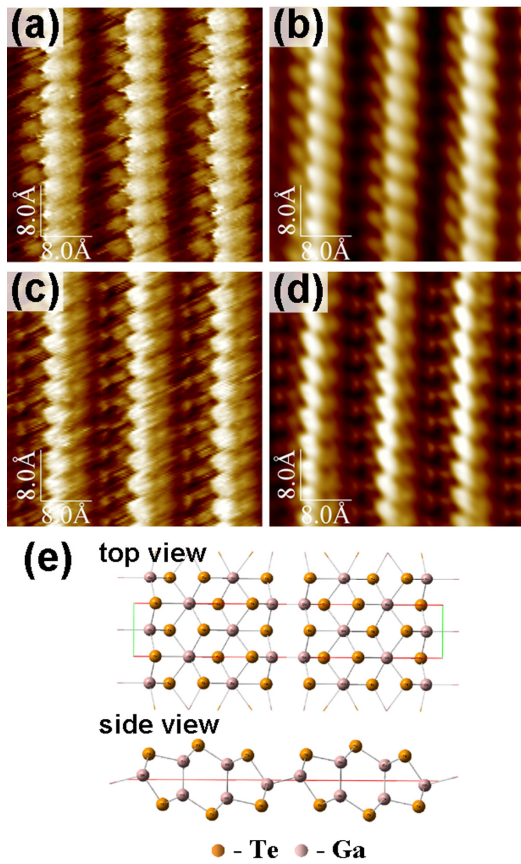 (a)
(b)
8.0Å
8.0Å
8.0Å
8.0Å
(c)
(d)
8.0Å
8.0Å
8.0Å
8.0Å
(e)
top view
side view
- Te - Ga